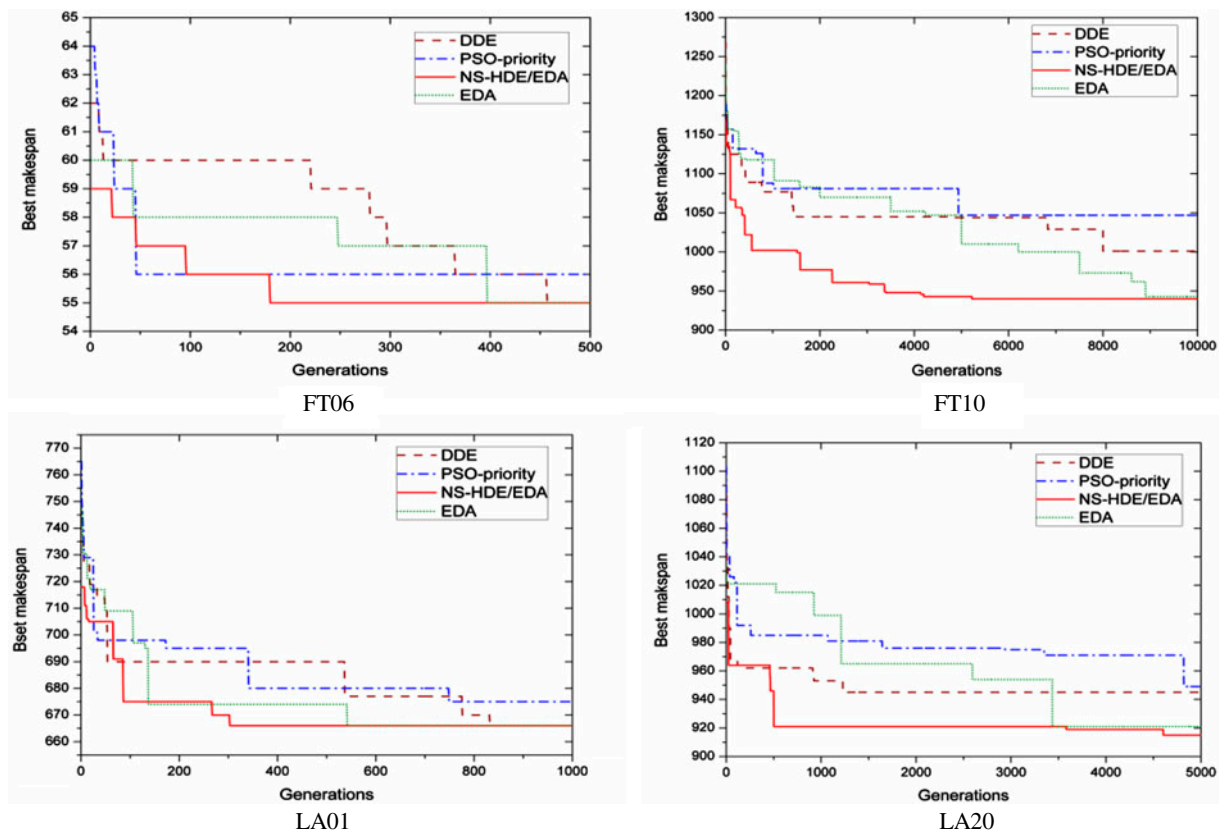 Best makespan
65
64
63
62
61
60
59
58
57
56
55
54
0
100
200
300
400
500
Generations
DDE
PSO-priority
NS-HDE/EDA
EDA
FT06
Best makspan
1300
1250
1200
1150
1100
1050
1000
950
900
0
2000
4000
6000
8000
10000
Generations
DDE
PSO-priority
NS-HDE/EDA
EDA
FT10
Bset makespan
770
760
750
740
730
720
710
700
690
680
670
660
0
200
400
600
800
1000
Generations
DDE
PSO-priority
NS-HDE/EDA
EDA
LA01
Best makspan
1120
1100
1080
1060
1040
1020
1000
980
960
940
920
900
0
1000
2000
3000
4000
5000
Generations
DDE
PSO-priority
NS-HDE/EDA
EDA
LA20